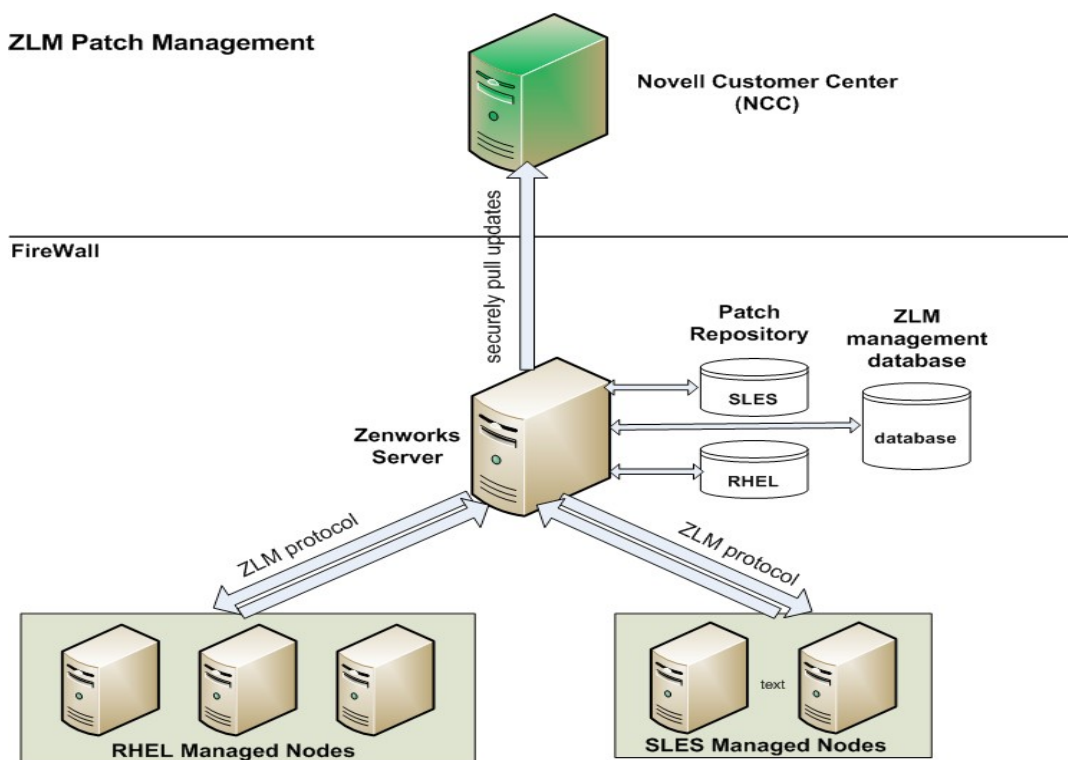 ZLM Patch Management
Novell Customer Center
(NCC)
FireWall
securely pull updates
Patch
Repository
ZLM
management
database
SLES
Zenworks
Server
database
RHEL
ZLM protocol
ZLM protocol
text
RHEL Managed Nodes
SLES Managed Nodes